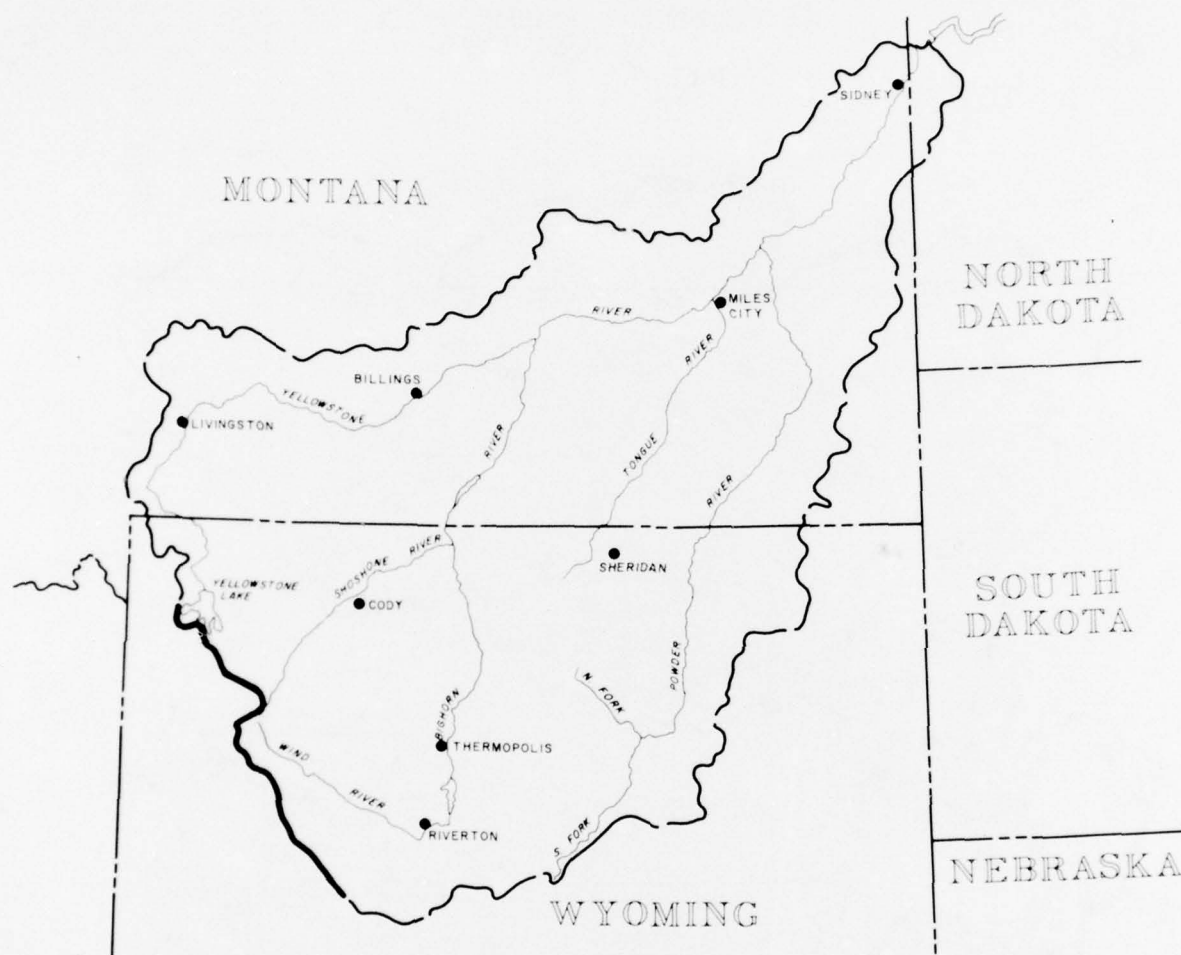 SIDNEY
MONTANA
NORTH
DAKOTA
MILES
CITY
RIVER
RIVER
BILLINGS
YELLOWSTONE
LIVINGSTON
RIVER
TONGUE
RIVER
SHOSHONE RIVER
SHERIDAN
YELLOWSTONE
LAKE
CODY
SOUTH
DAKOTA
POWDER
N. FORK
BIGHORN
THERMOPOLIS
WIND
RIVER
RIVERTON
S. FORK
NEBRASKA
WYOMING